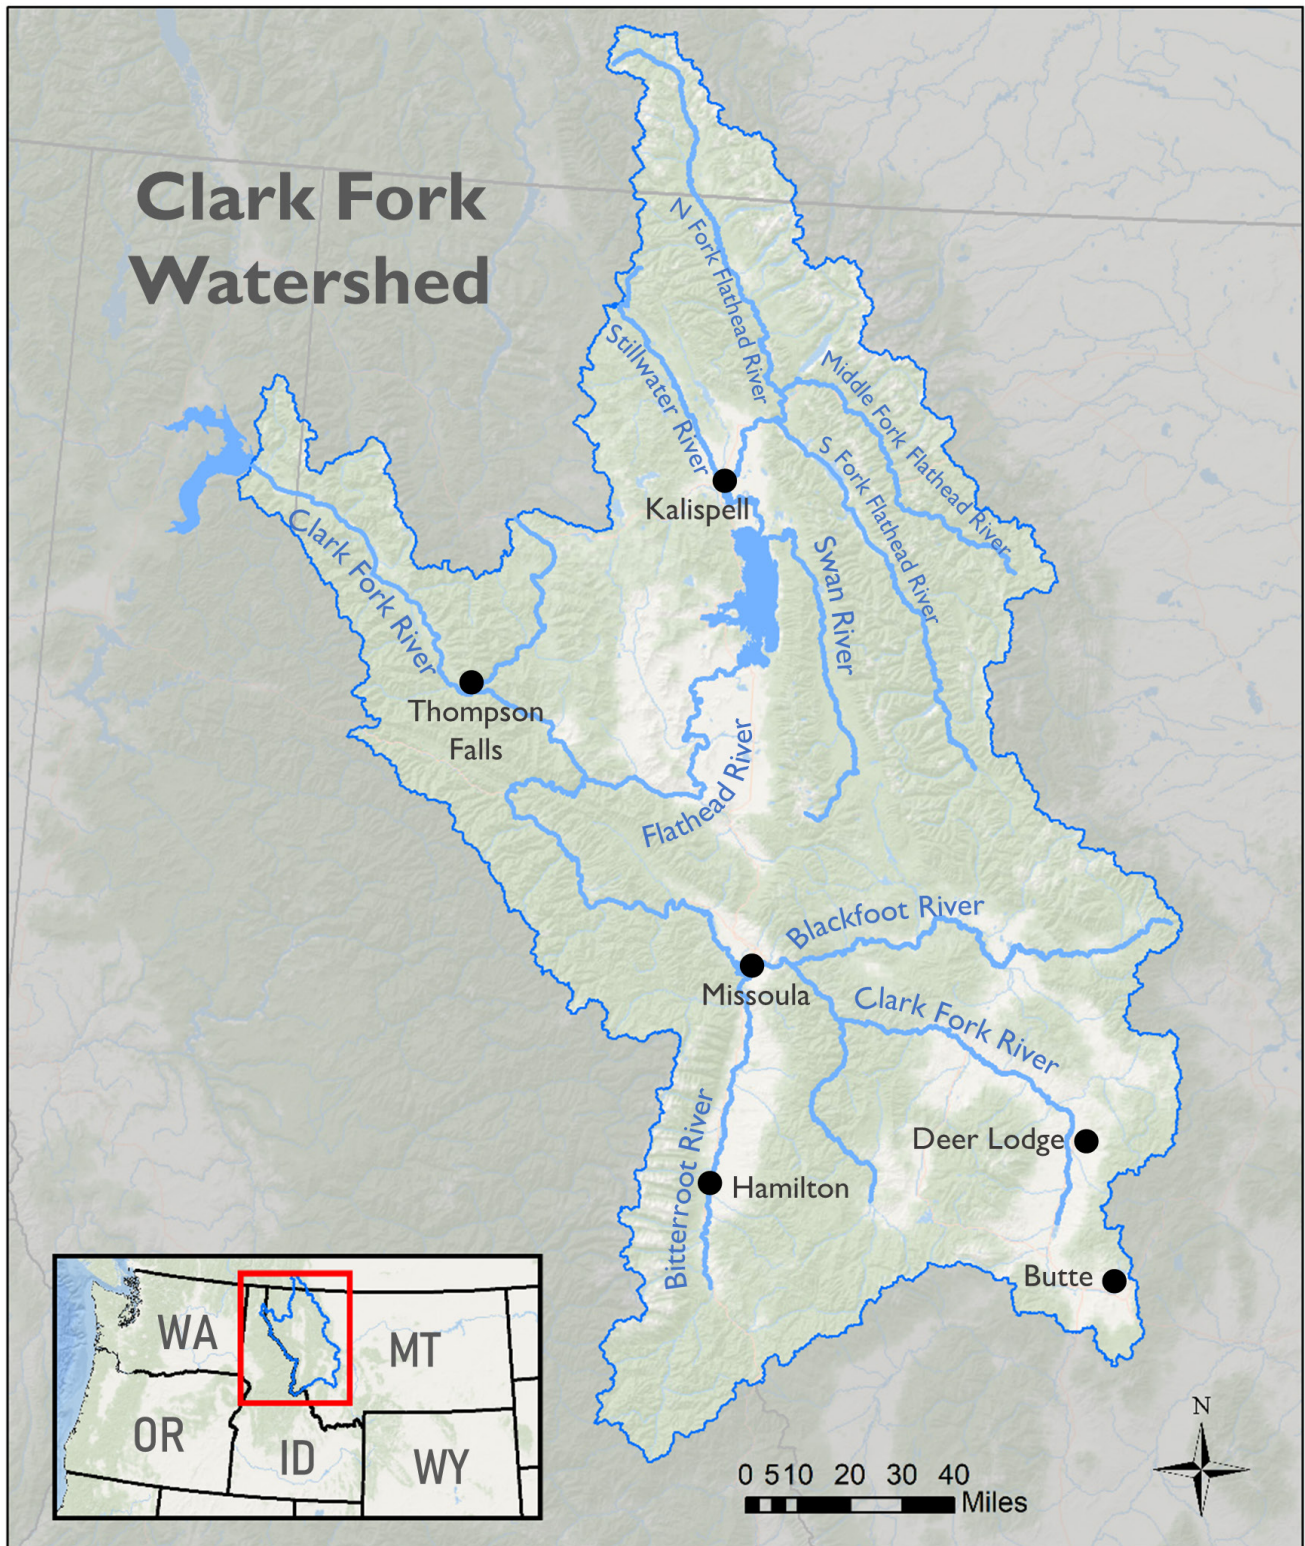 Clark Fork
Watershed
N Fork Flathead River
Stillwater River
Middle Fork Flathead River
S Fork Flathead River
Kalispell
Clark Fork River
Swan River
Thompson
Falls
Flathead River
Blackfoot River
Missoula
Clark Fork River
Deer Lodge
Bitterroot River
Hamilton
Butte
WA
MT
OR
ID
WY
0 5 10 20 30 40
Miles
N